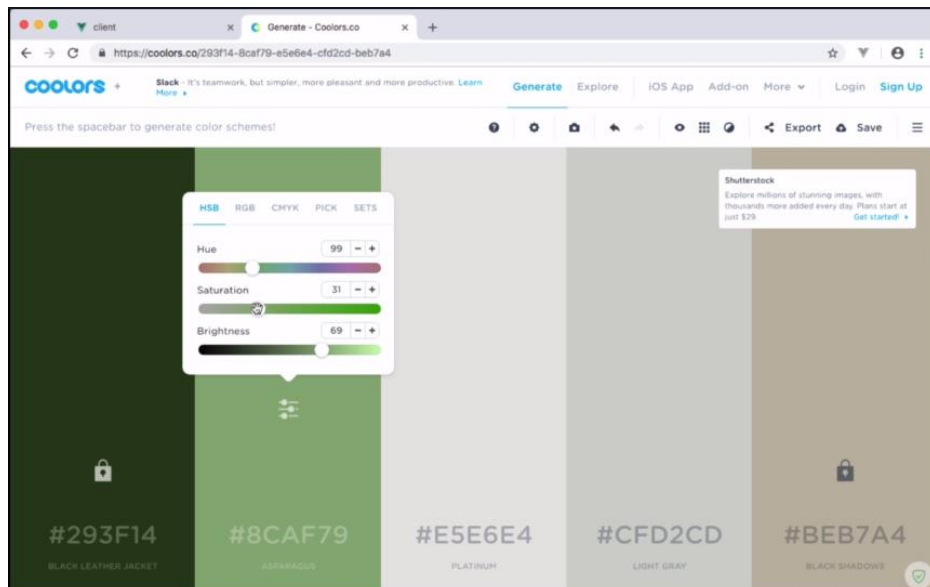 client
Generate - Coolors.co
https://coolors.co/293f14-8caf79-e5e6e4-cfd2cd-beb7a4
coolors
Slack - It's teamwork, but simpler, more pleasant and more productive. Learn
More
Generate
Explore
iOS App
Add-on
More
Login
Sign Up
Press the spacebar to generate color schemes!
Export
Save
Shutterstock
Explore millions of stunning images, with
thousands more added every day. Plans start at
just $29.
Get started!
HSB RGB CMYK PICK SETS
Hue 99 - +
Saturation 31 - +
Brightness 69 - +
#293F14 #8CAF79 #E5E6E4 #CFD2CD #BEB7A4
BLACK LEATHER JACKET ASPARAGUS PLATINUM LIGHT GRAY BLACK SHADOWS